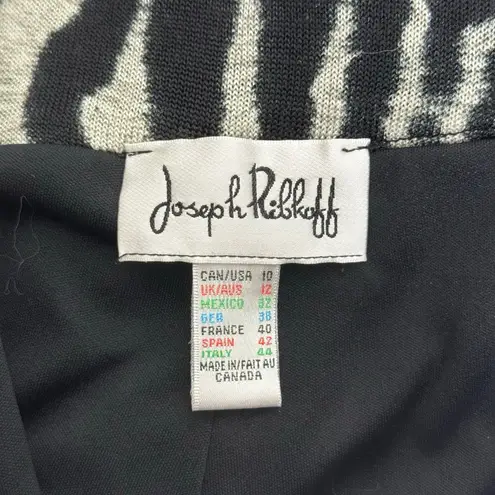 Joseph Ribkoff
CAN/USA 10
UK/AUS 12
MEXICO 32
GER 38
FRANCE 40
SPAIN 42
ITALY 44
MADE IN/FAIT AU
CANADA